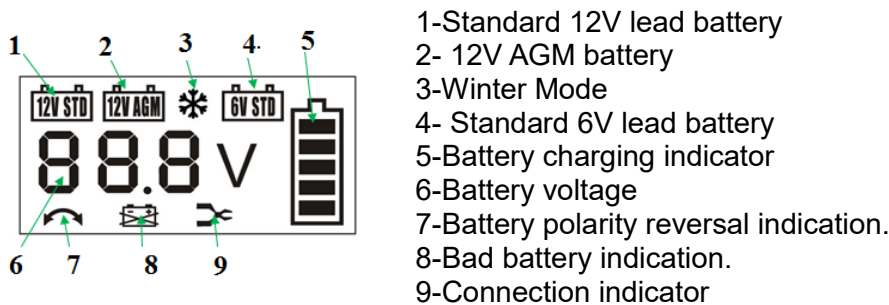 1 2 3 4. 5
12V STD 12V AGM 6V STD
88.8 V
6 7 8 9
1-Standard 12V lead battery
2- 12V AGM battery
3-Winter Mode
4- Standard 6V lead battery
5-Battery charging indicator
6-Battery voltage
7-Battery polarity reversal indication.
8-Bad battery indication.
9-Connection indicator